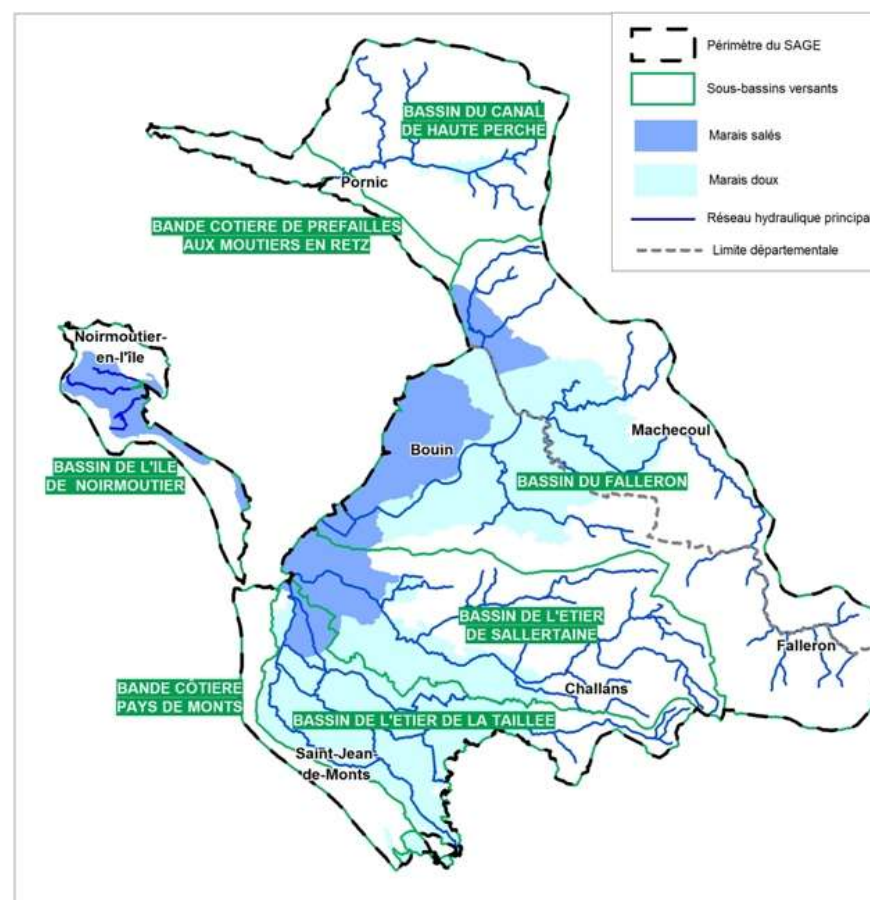 Périmètre du SAGE
Sous-bassins versants
Marais salés
Marais doux
Réseau hydraulique principal
Limite départementale
BASSIN DU CANAL
DE HAUTE PERCHE
Pornic
BANDE COTIERE DE PREFAILLES
AUX MOUTIERS EN RETZ
Noirmoutier-
en-l'île
Machecoul
Bouin
BASSIN DE L'ILE
DE NOIRMOUTIER
BASSIN DU FALLERON
BASSIN DE L'ETIER
DE SALLERTAINE
Falleron
BANDE CÔTIERE
PAYS DE MONTS
Challans
BASSIN DE L'ETIER DE LA TAILLEE
Saint-Jean-
de-Monts